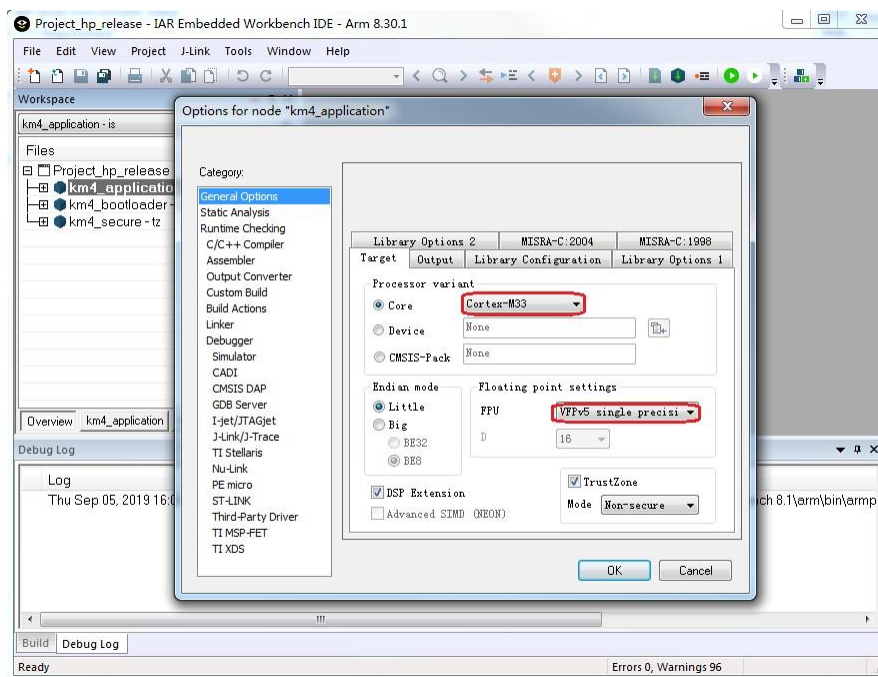 Project_hp_release - IAR Embedded Workbench IDE - Arm 8.30.1
File Edit View Project J-Link Tools Window Help
Workspace
km4_application - is
Files
Project_hp_release
km4_applicatio
km4_bootloader -
km4_secure - tz
Overview km4_application
Options for node "km4_application"
Category:
General Options
Static Analysis
Runtime Checking
C/C++ Compiler
Assembler
Output Converter
Custom Build
Build Actions
Linker
Debugger
Simulator
CADI
CMSIS DAP
GDB Server
I-jet/JTAGjet
J-Link/J-Trace
TI Stellaris
Nu-Link
PE micro
ST-LINK
Third-Party Driver
TI MSP-FET
TI XDS
Library Options 2 MISRA-C:2004 MISRA-C:1998
Target Output Library Configuration Library Options 1
Processor variant
Core Cortex-M33
Device None
CMSIS-Pack None
Endian mode
Little
Big
BE32
BE8
Floating point settings
FPU VFPv5 single precisi
D 16
DSP Extension
Advanced SIMD (NEON)
TrustZone
Mode Non-secure
OK Cancel
Debug Log
Log
Thu Sep 05, 2019 16:0
ch 8.1\arm\bin\armp
Build Debug Log
Ready Errors 0, Warnings 96